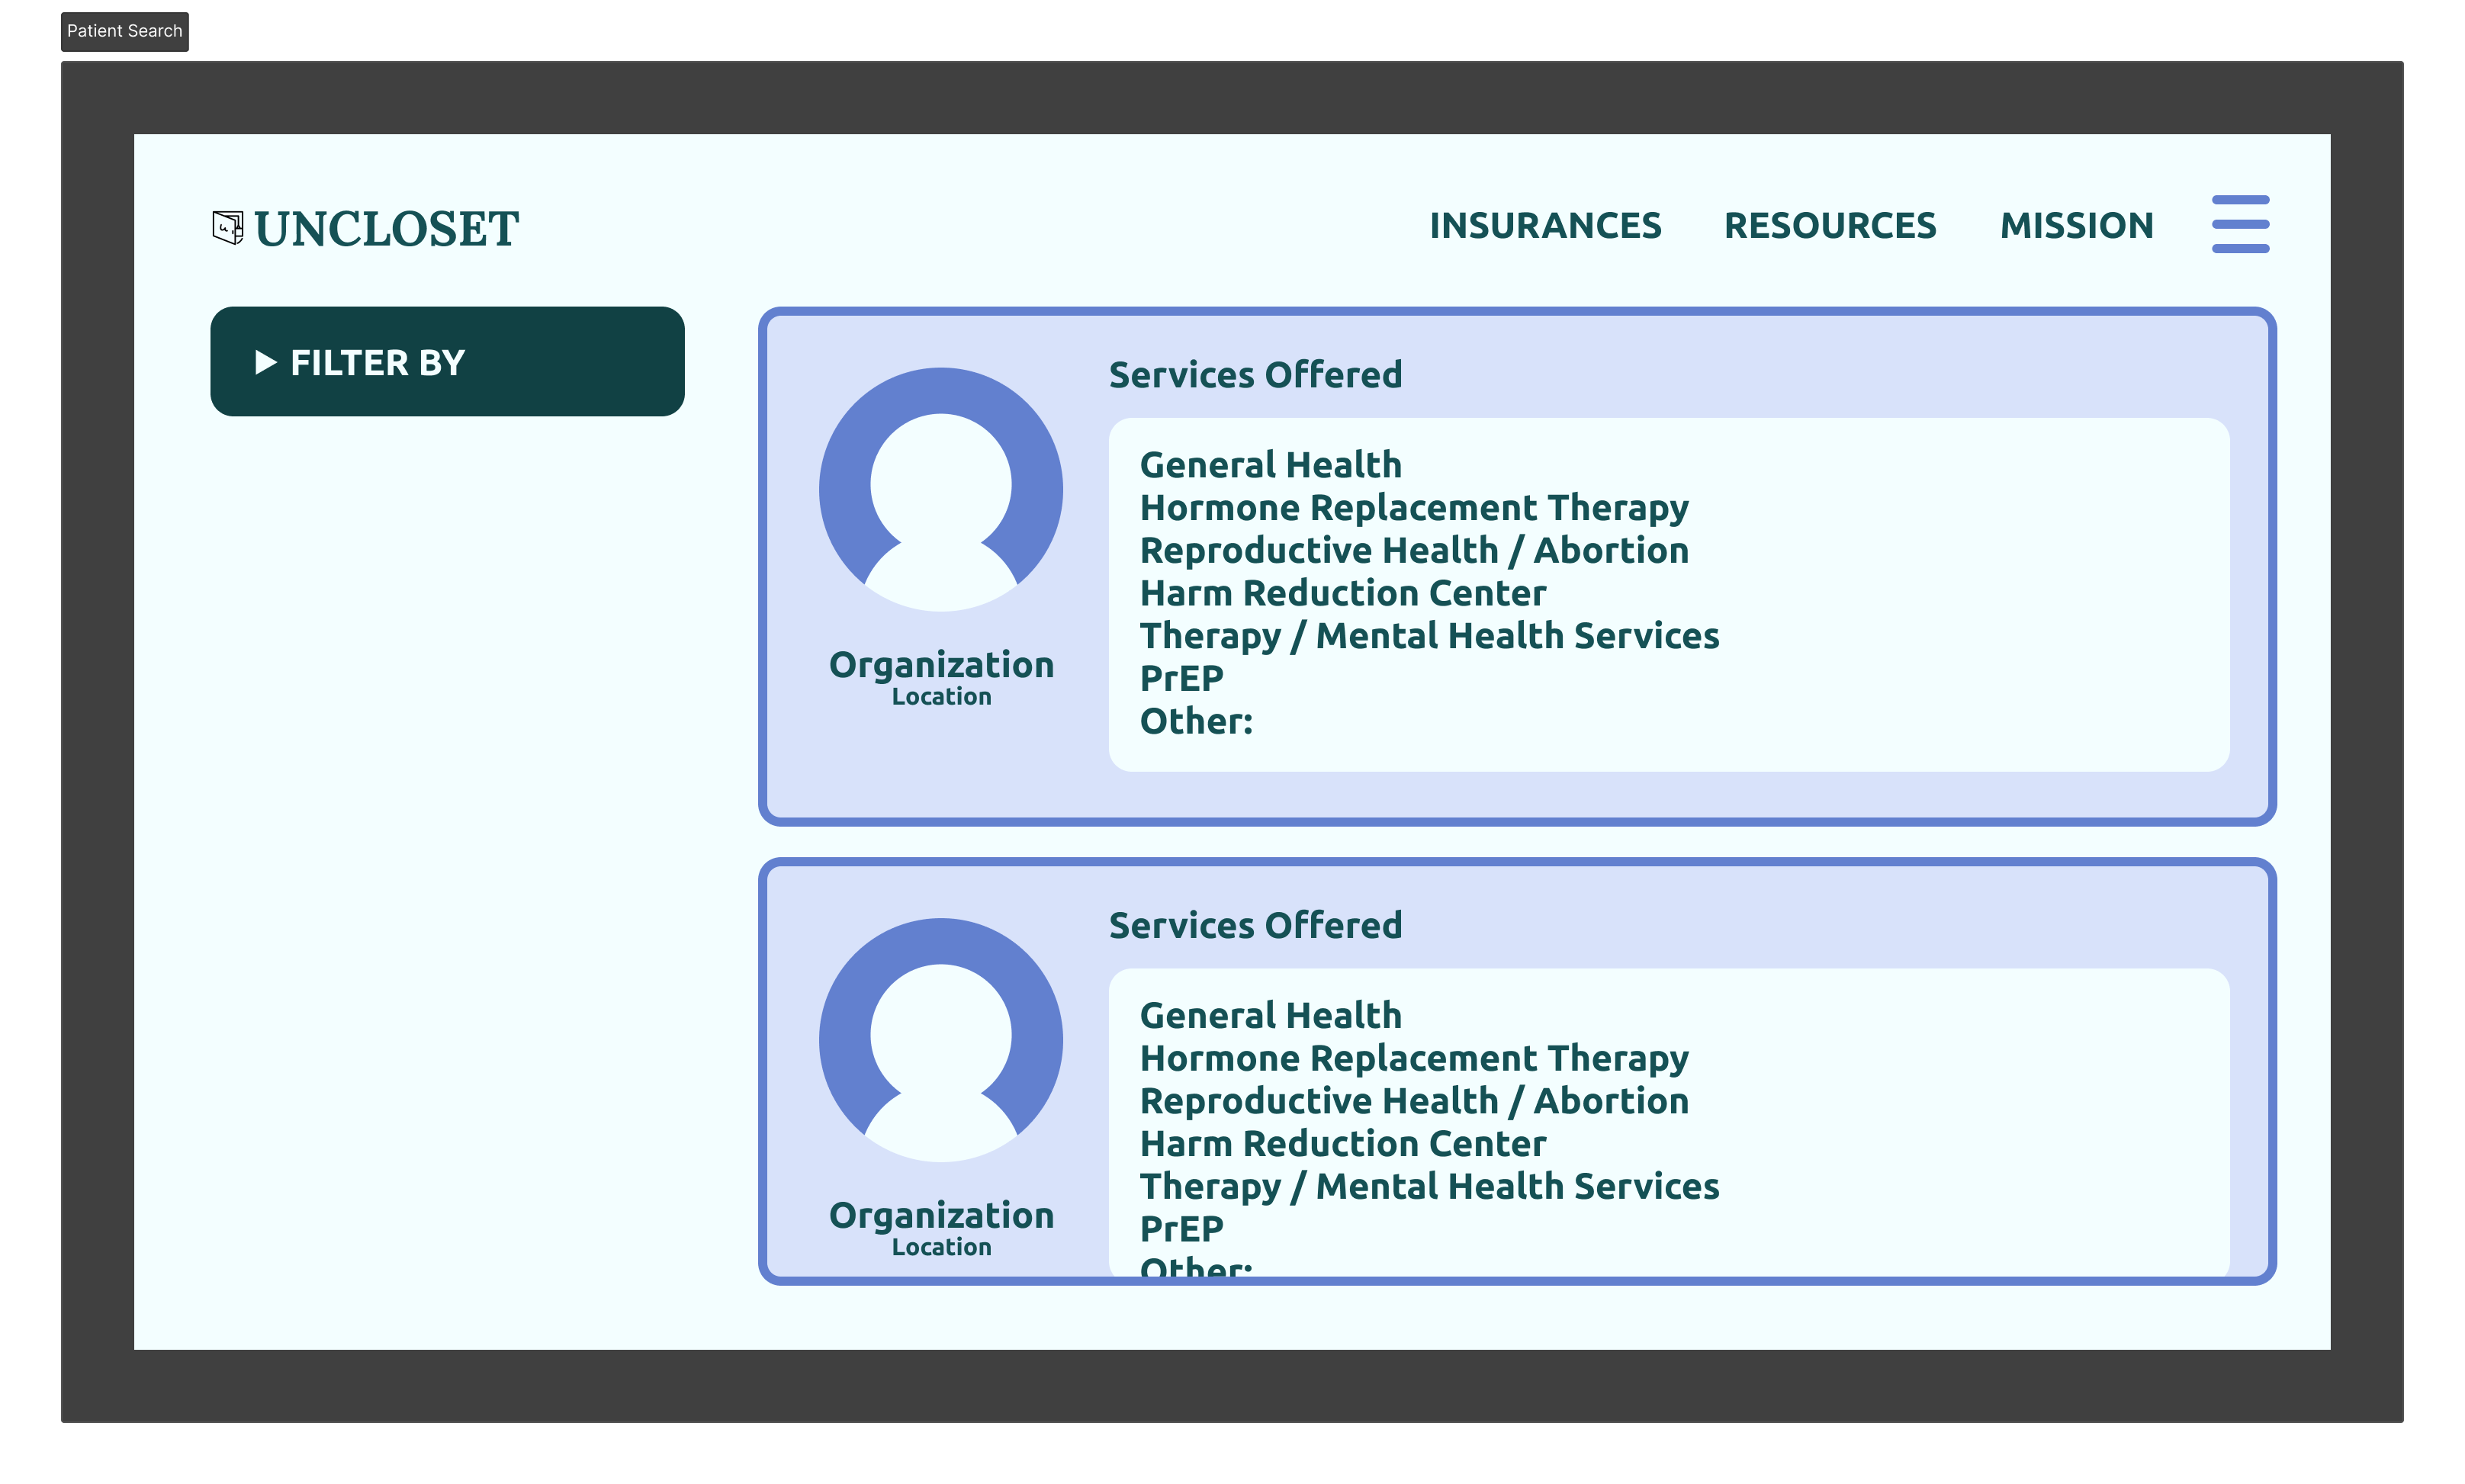 Patient Search
UNCLOSET
INSURANCES RESOURCES MISSION
FILTER BY
Services Offered
General Health
Hormone Replacement Therapy
Reproductive Health / Abortion
Harm Reduction Center
Therapy / Mental Health Services
PrEP
Other:
Organization
Location
Services Offered
General Health
Hormone Replacement Therapy
Reproductive Health / Abortion
Harm Reduction Center
Therapy / Mental Health Services
PrEP
Other:
Organization
Location